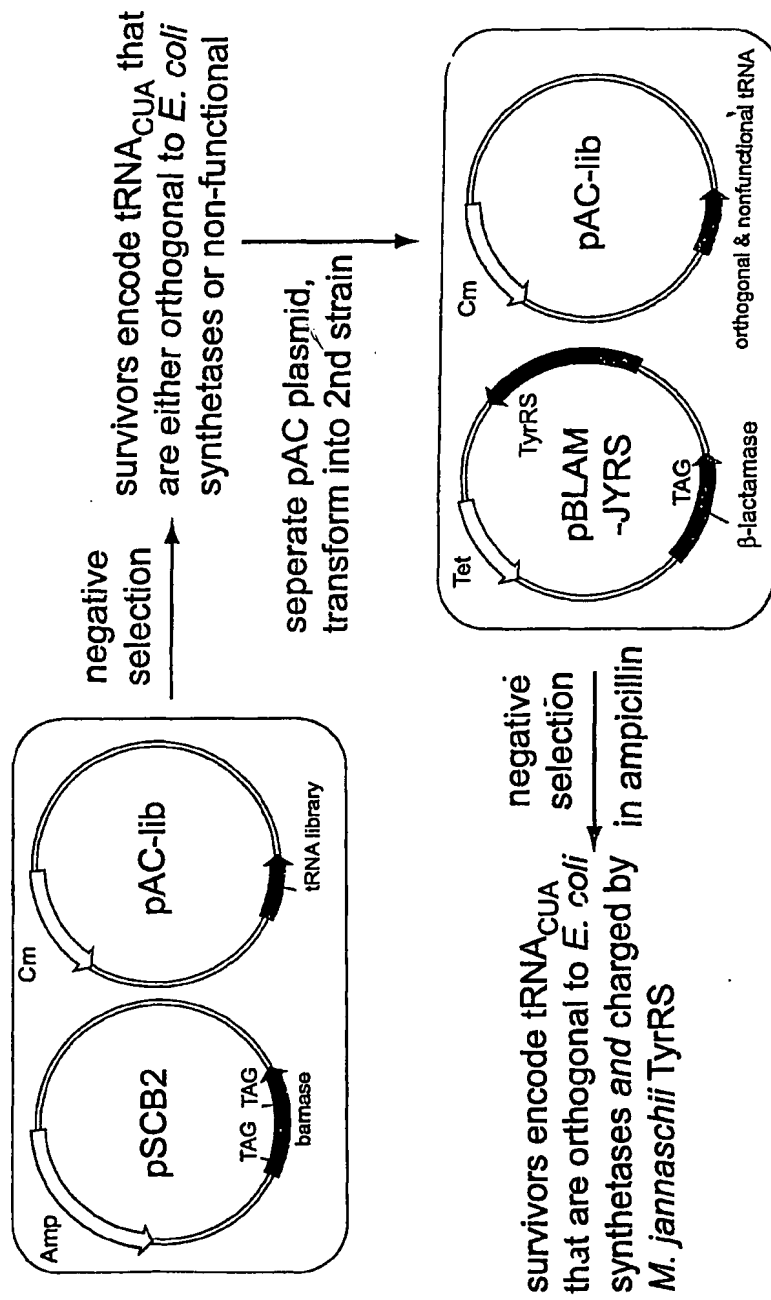 Amp
pSCB2
TAG TAG
barnase
Cm
pAC-lib
tRNA library
negative
selection
survivors encode tRNACUA that
are either orthogonal to E. coli
synthetases or non-functional
seperate pAC plasmid,
transform into 2nd strain
Tet
TyrRS
pBLAM
-JYRS
TAG
β-lactamase
Cm
pAC-lib
orthogonal & nonfunctional tRNA
negative
selection
in ampicillin
survivors encode tRNACUA
that are orthogonal to E. coli
synthetases and charged by
M. jannaschii TyrRS